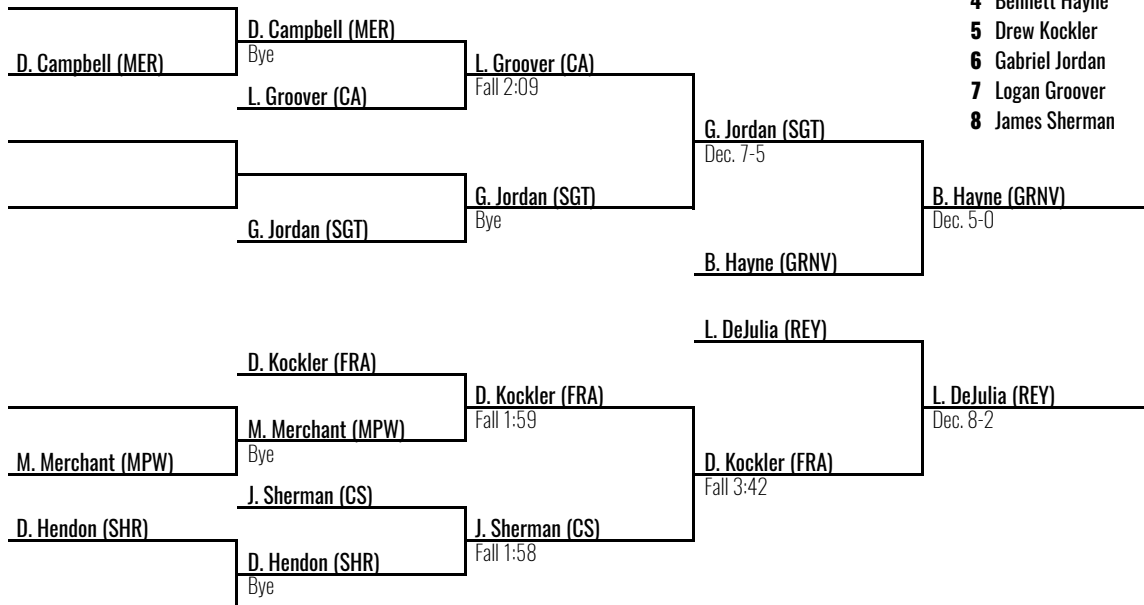 4 Bennett Hayne
D. Campbell (MER)
Bye
5 Drew Kockler
D. Campbell (MER)
L. Groover (CA)
Fall 2:09
6 Gabriel Jordan
L. Groover (CA)
7 Logan Groover
G. Jordan (SGT)
Dec. 7-5
8 James Sherman
G. Jordan (SGT)
Bye
B. Hayne (GRNV)
Dec. 5-0
G. Jordan (SGT)
B. Hayne (GRNV)
L. DeJulia (REY)
D. Kockler (FRA)
D. Kockler (FRA)
Fall 1:59
L. DeJulia (REY)
Dec. 8-2
M. Merchant (MPW)
Bye
M. Merchant (MPW)
D. Kockler (FRA)
Fall 3:42
J. Sherman (CS)
D. Hendon (SHR)
J. Sherman (CS)
Fall 1:58
D. Hendon (SHR)
Bye